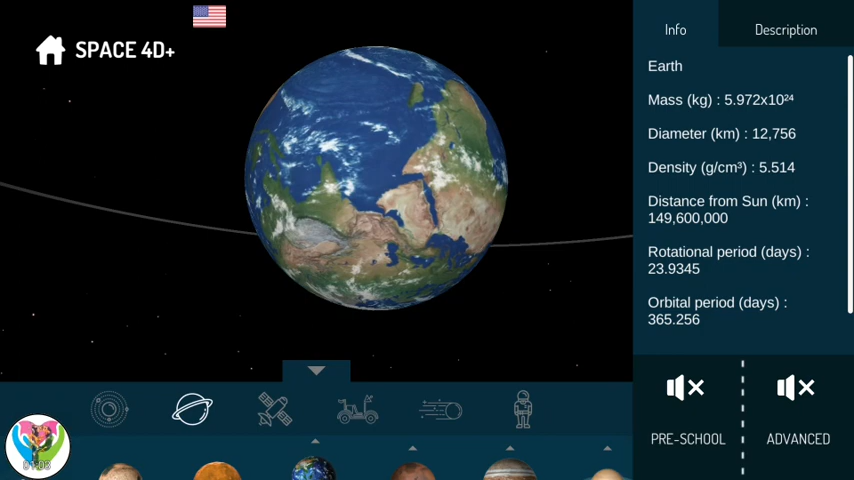 SPACE 4D+
Info
Description
Earth
Mass (kg) : 5.972x10²⁴
Diameter (km) : 12,756
Density (g/cm³) : 5.514
Distance from Sun (km) :
149,600,000
Rotational period (days) :
23.9345
Orbital period (days) :
365.256
PRE-SCHOOL
ADVANCED